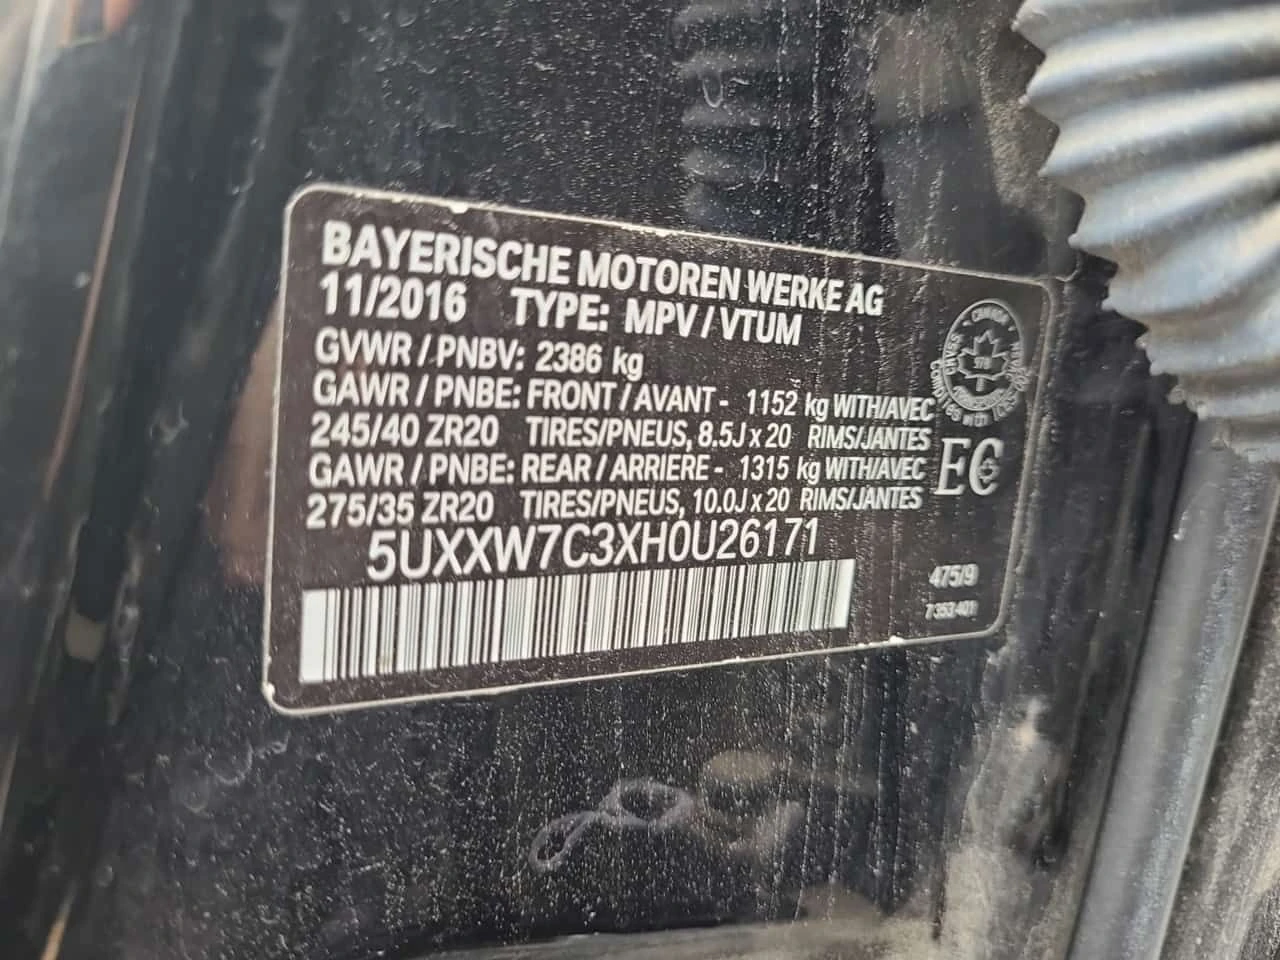 BAYERISCHE MOTOREN WERKE AG
11/2016 TYPE: MPV / VTUM
GVWR / PNBV: 2386 kg
GAWR / PNBE: FRONT / AVANT - 1152 kg WITH/AVEC
245/40 ZR20 TIRES/PNEUS, 8.5J x 20 RIMS/JANTES
GAWR / PNBE: REAR / ARRIERE - 1315 kg WITH/AVEC
275/35 ZR20 TIRES/PNEUS, 10.0J x 20 RIMS/JANTES
5UXXW7C3XH0U26171
CANADA
EC
475/9
7 353 401